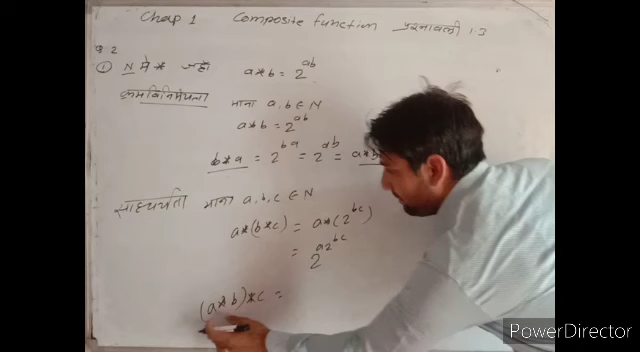 Chap 1 Composite function प्रश्नावली 1.3
Q.2
① N में * जहाँ a*b = 2^ab
क्रमविनिमेयता माना a, b ∈ N
a*b = 2^ab
b*a = 2^ba = 2^ab = a*b
साहचर्यता माना a, b, c ∈ N
a*(b*c) = a*(2^bc)
= 2^a2^bc
(a*b)*c =
PowerDirector